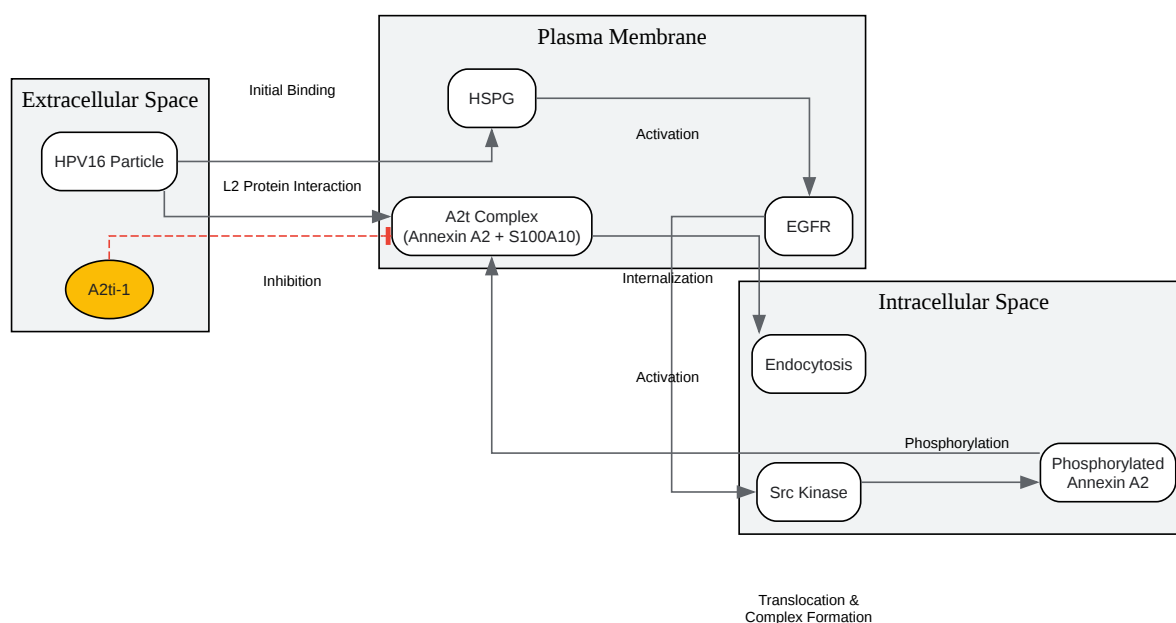 Plasma Membrane
Extracellular Space
Initial Binding
HSPG
Activation
HPV16 Particle
L2 Protein Interaction
A2t Complex
(Annexin A2 + S100A10)
EGFR
Inhibition
A2ti-1
Internalization
Intracellular Space
Endocytosis
Activation
Phosphorylation
Src Kinase
Phosphorylated
Annexin A2
Translocation &
Complex Formation